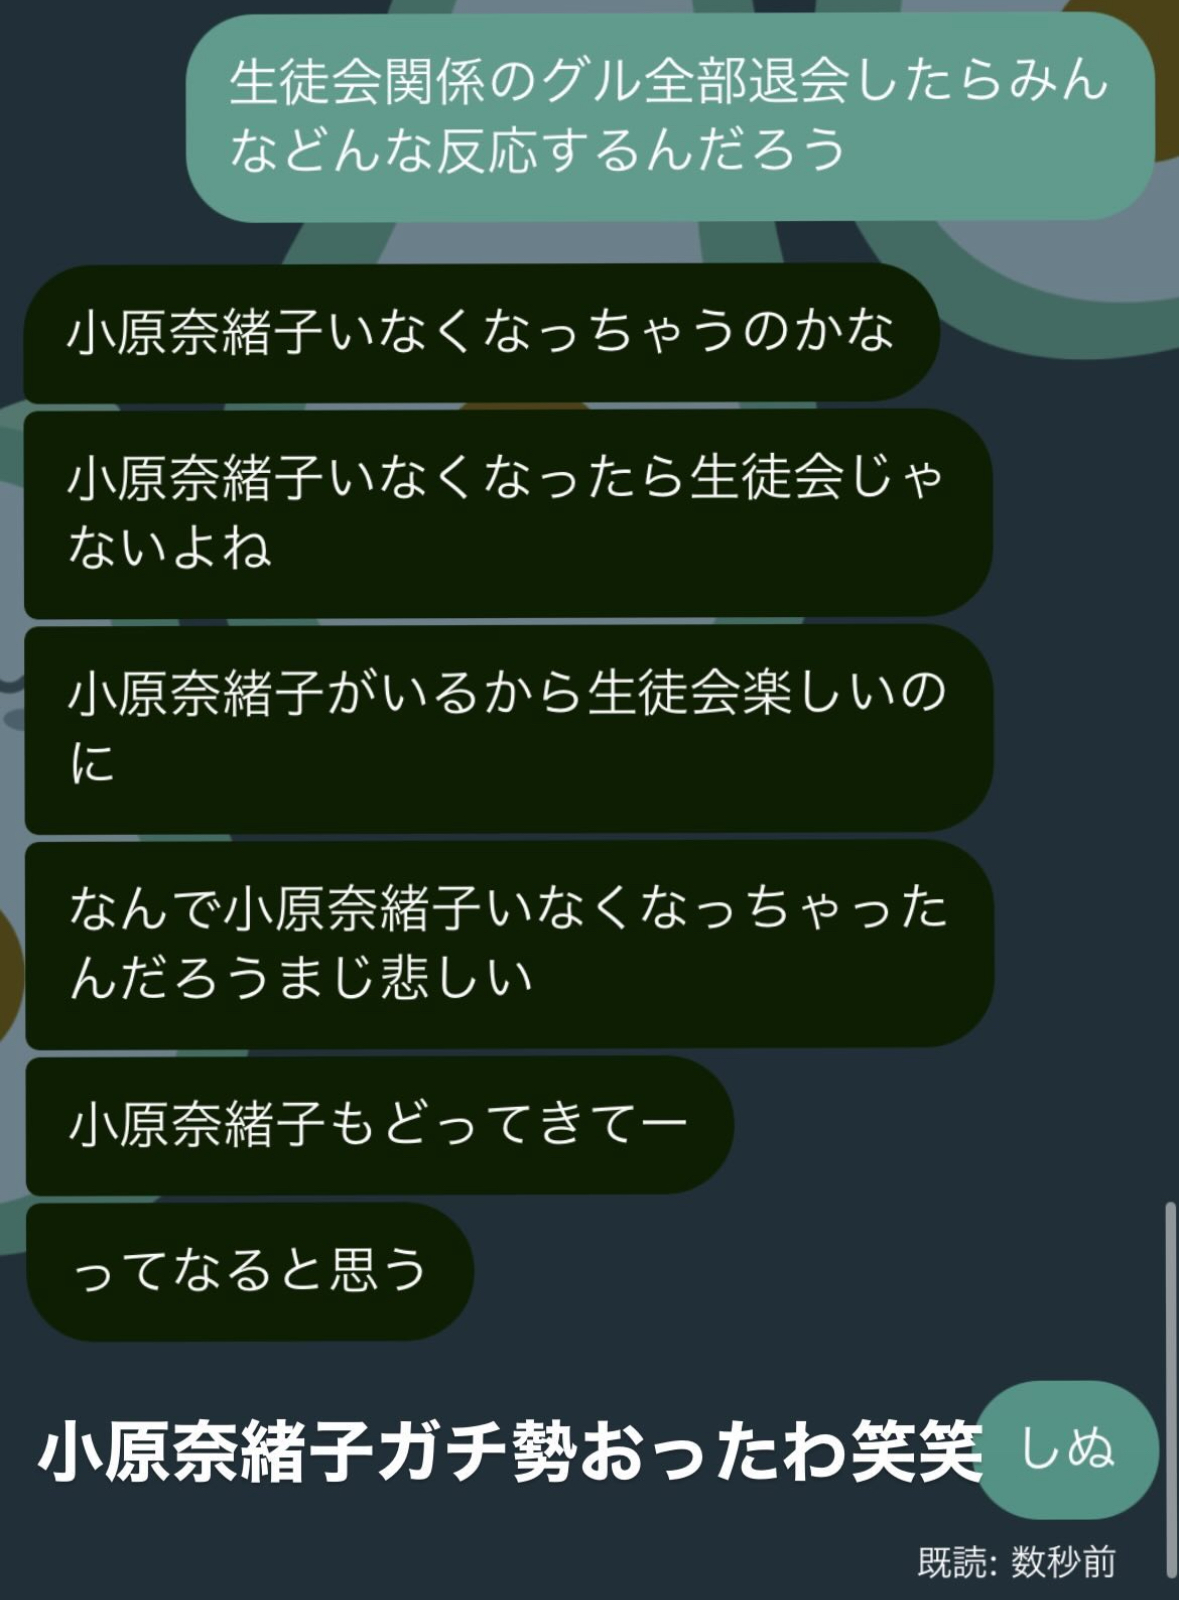 生徒会関係のグル全部退会したらみん
などんな反応するんだろう
小原奈緒子いなくなっちゃうのかな
小原奈緒子いなくなったら生徒会じゃ
ないよね
小原奈緒子がいるから生徒会楽しいの
に
なんで小原奈緒子いなくなっちゃった
んだろうまじ悲しい
小原奈緒子もどってきてー
ってなると思う
小原奈緒子ガチ勢おったわ笑笑
しぬ
既読: 数秒前